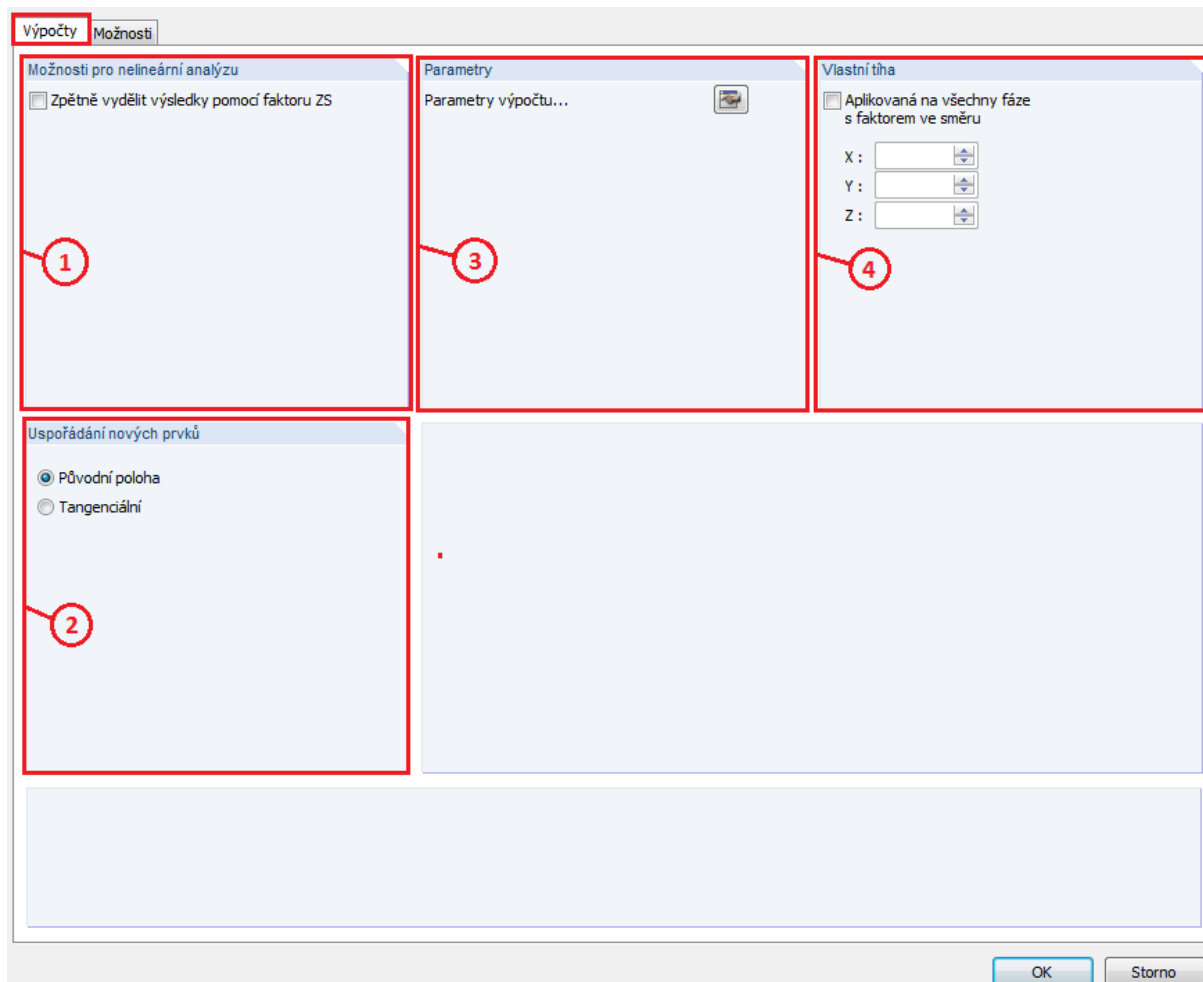 Výpočty
Možnosti
Možnosti pro nelineární analýzu
Zpětně vydělit výsledky pomocí faktoru ZS
1
Parametry
Parametry výpočtu...
3
Vlastní tíha
Aplikovaná na všechny fáze
s faktorem ve směru
X :
Y :
Z :
4
Uspořádání nových prvků
Původní poloha
Tangenciální
2
OK
Storno